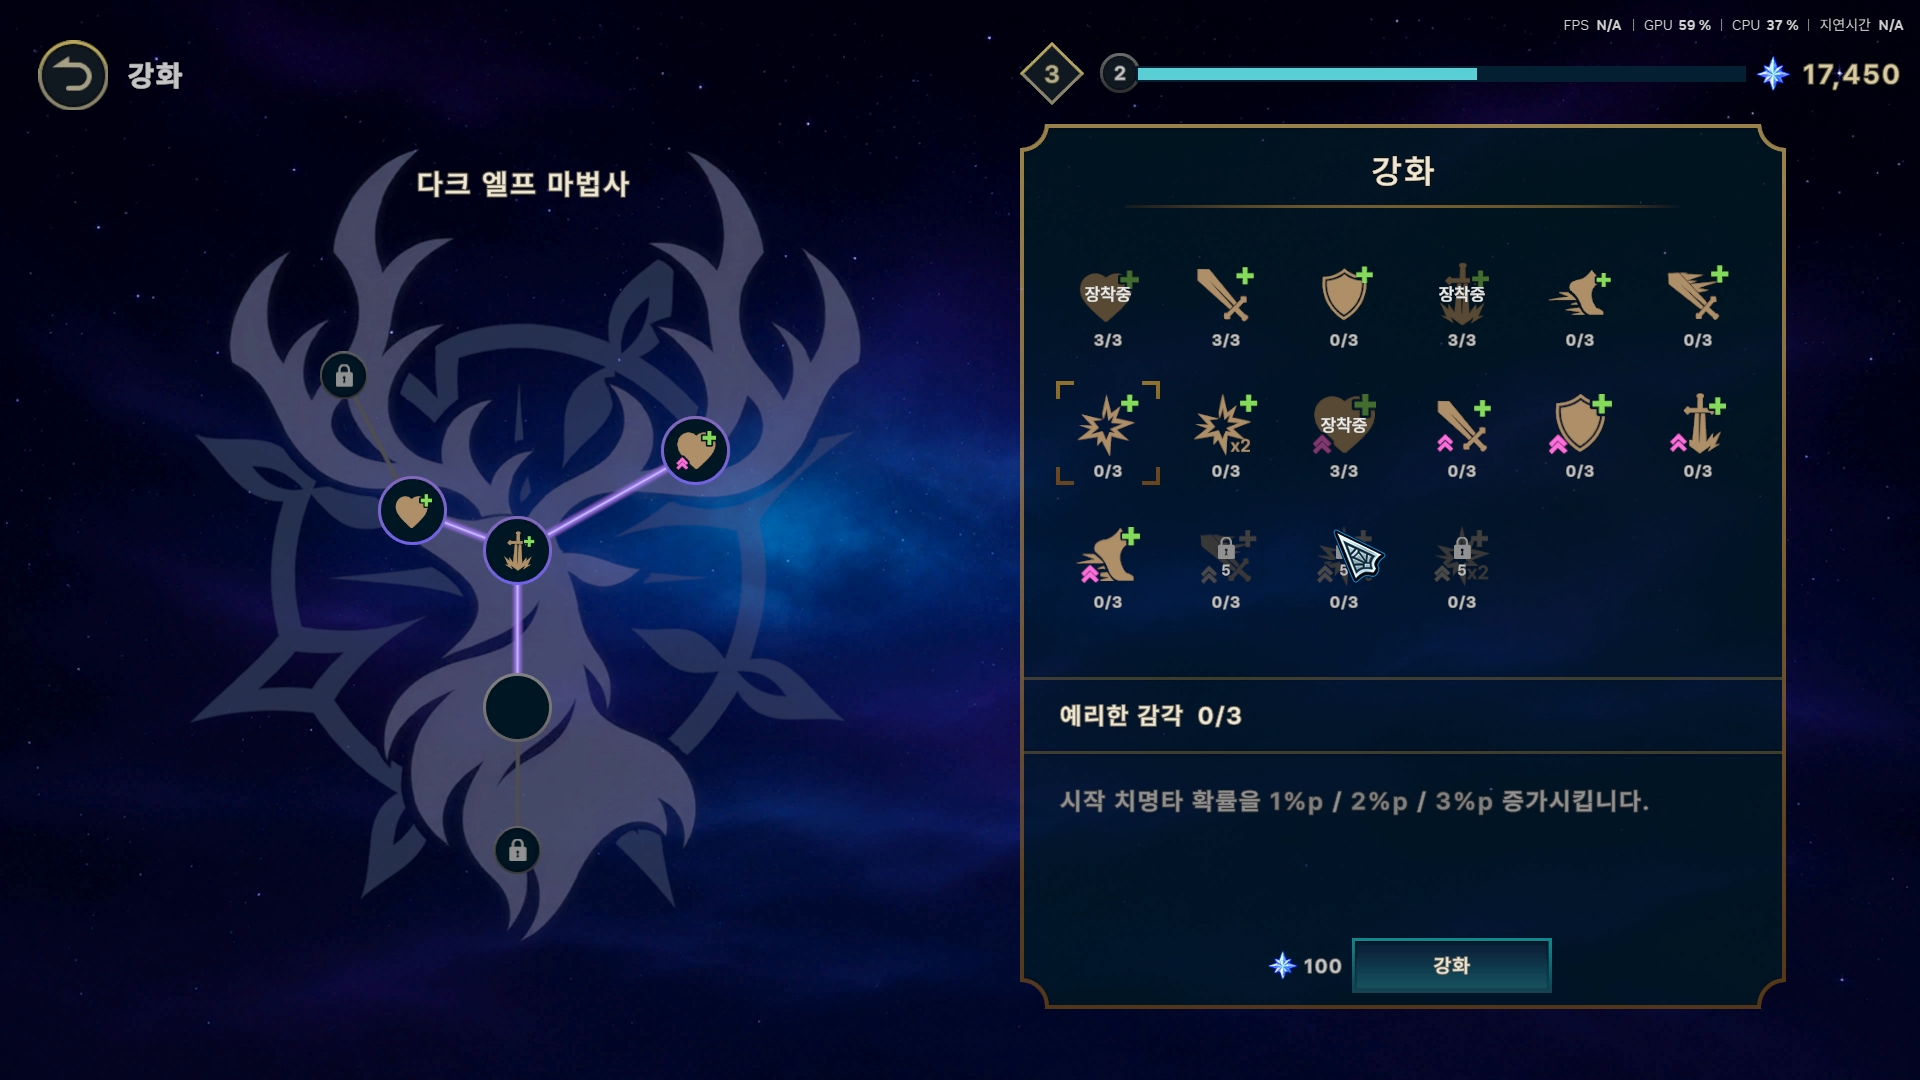 FPS N/A | GPU 59 % | CPU 37 % | 지연시간 N/A
강화
3
2
17,450
다크 엘프 마법사
강화
장착중
장착중
3/3 3/3 0/3 3/3 0/3 0/3
x2
장착중
0/3 0/3 3/3 0/3 0/3 0/3
5 5 5 x2
0/3 0/3 0/3 0/3
예리한 감각 0/3
시작 치명타 확률을 1%p / 2%p / 3%p 증가시킵니다.
100
강화